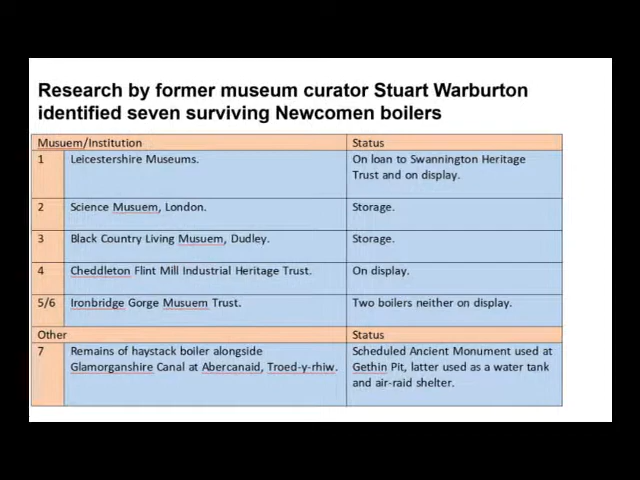 Research by former museum curator Stuart Warburton
identified seven surviving Newcomen boilers
Musuem/Institution Status
1 Leicestershire Museums. On loan to Swannington Heritage
Trust and on display.
2 Science Musuem, London. Storage.
3 Black Country Living Musuem, Dudley. Storage.
4 Cheddleton Flint Mill Industrial Heritage Trust. On display.
5/6 Ironbridge Gorge Musuem Trust. Two boilers neither on display.
Other Status
7 Remains of haystack boiler alongside Scheduled Ancient Monument used at
Glamorganshire Canal at Abercanaid, Troed-y-rhiw. Gethin Pit, latter used as a water tank
and air-raid shelter.